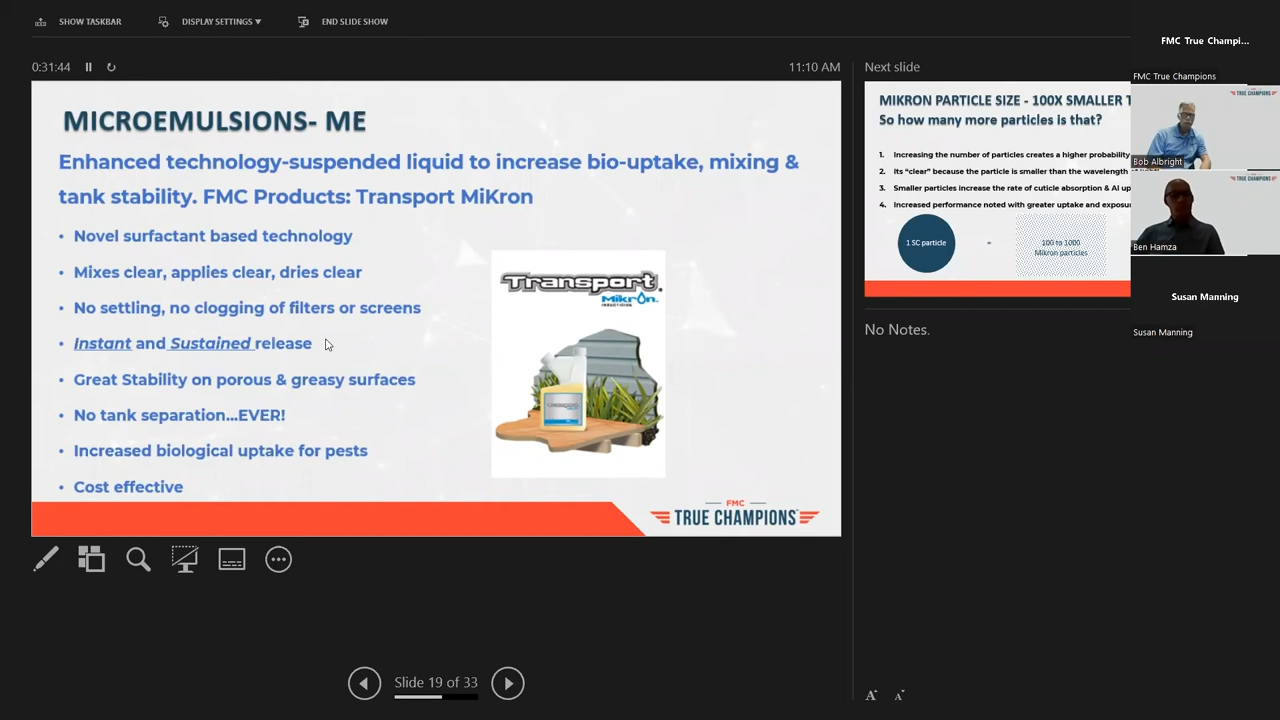 SHOW TASKBAR
DISPLAY SETTINGS ▼
END SLIDE SHOW
0:31:44
11:10 AM
MICROEMULSIONS- ME
Enhanced technology-suspended liquid to increase bio-uptake, mixing &
tank stability. FMC Products: Transport MiKron
• Novel surfactant based technology
• Mixes clear, applies clear, dries clear
• No settling, no clogging of filters or screens
• Instant and Sustained release
• Great Stability on porous & greasy surfaces
• No tank separation...EVER!
• Increased biological uptake for pests
• Cost effective
Transport
Mikron
INSECTICIDE
FMC
TRUE CHAMPIONS
Slide 19 of 33
Next slide
MIKRON PARTICLE SIZE - 100X SMALLER T
So how many more particles is that?
1. Increasing the number of particles creates a higher probability
2. its “clear” because the particle is smaller than the wavelength
3. Smaller particles increase the rate of cuticle absorption & AI up
4. Increased performance noted with greater uptake and exposur
1 SC particle
-
100 to 1000
Mikron particles
No Notes.
FMC True Champi...
FMC True Champions
TRUE CHAMPIONS
Bob Albright
TRUE CHAMPIONS
Ben Hamza
Susan Manning
Susan Manning